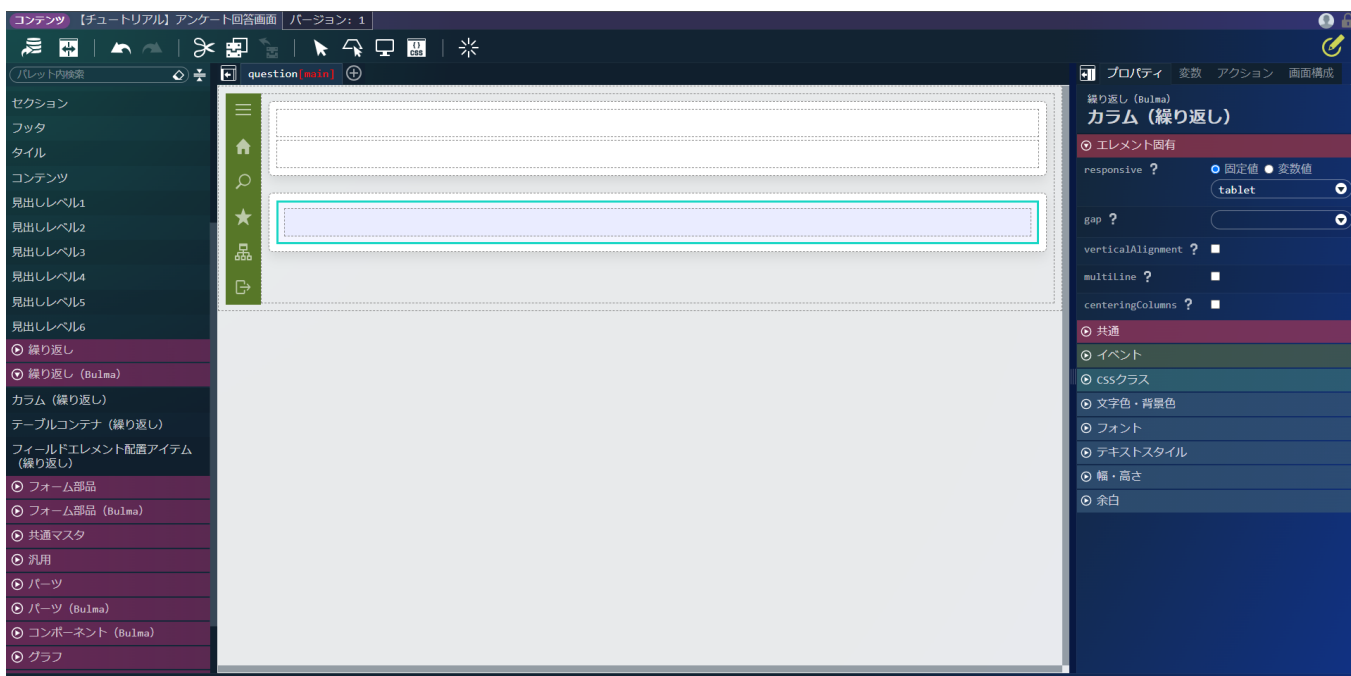 コンテンツ 【チュートリアル】アンケート回答画面 バージョン: 1
CSS
パレット内検索
question[main]
プロパティ 変数 アクション 画面構成
セクション
フッタ
タイル
コンテンツ
見出しレベル1
見出しレベル2
見出しレベル3
見出しレベル4
見出しレベル5
見出しレベル6
繰り返し
繰り返し（Bulma）
カラム（繰り返し）
テーブルコンテナ（繰り返し）
フィールドエレメント配置アイテム
（繰り返し）
フォーム部品
フォーム部品（Bulma）
共通マスタ
汎用
パーツ
パーツ（Bulma）
コンポーネント（Bulma）
グラフ
繰り返し（Bulma）
カラム（繰り返し）
エレメント固有
responsive ? 固定値 変数値
tablet
gap ?
verticalAlignment ?
multiLine ?
centeringColumns ?
共通
イベント
CSSクラス
文字色・背景色
フォント
テキストスタイル
幅・高さ
余白